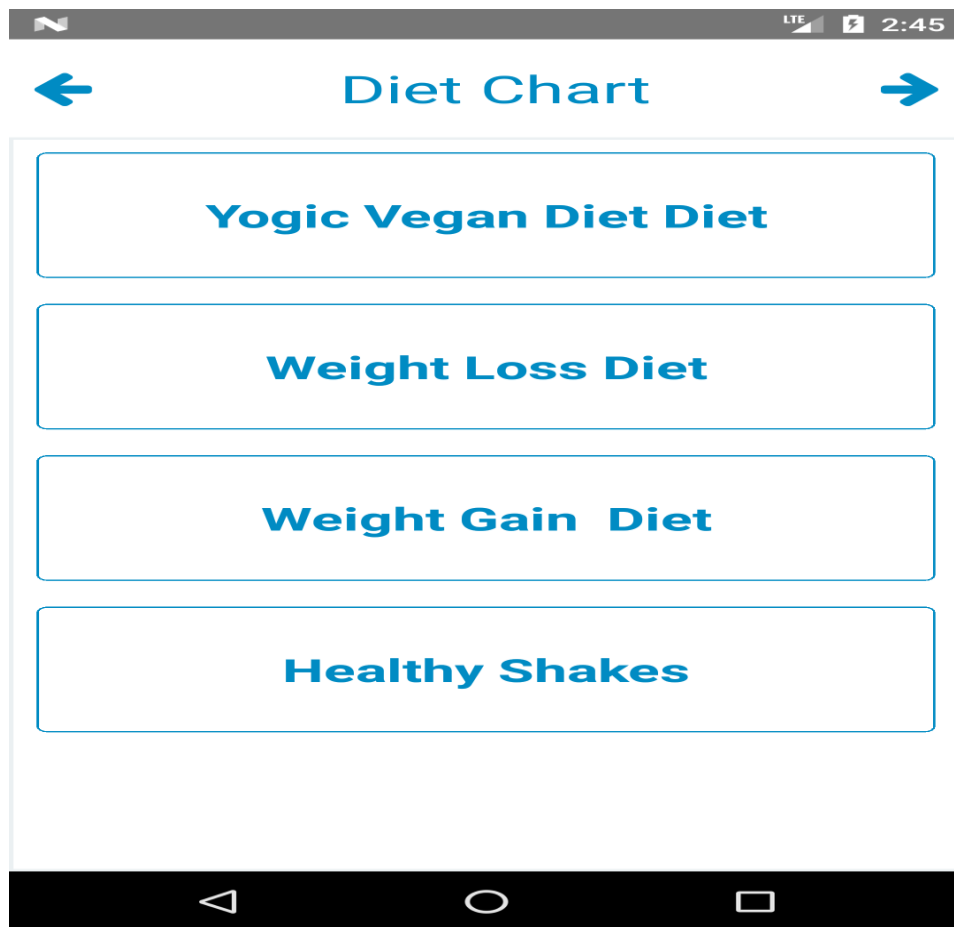 LTE 2:45
Diet Chart
Yogic Vegan Diet Diet
Weight Loss Diet
Weight Gain  Diet
Healthy Shakes